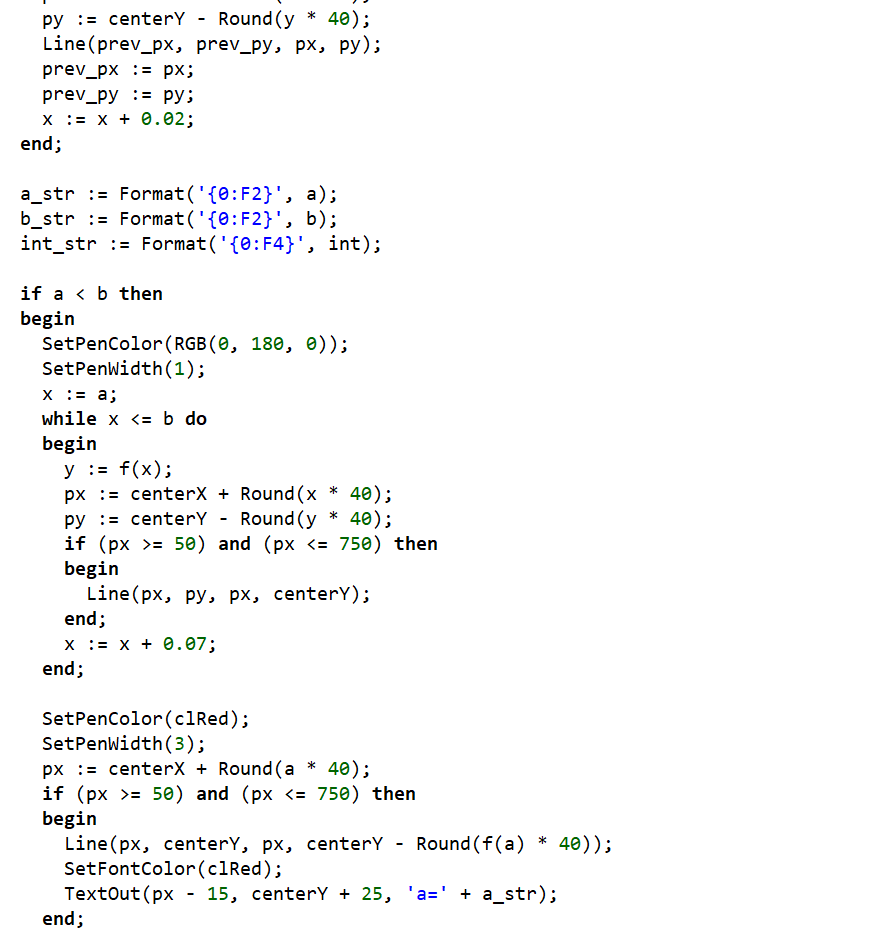 py := centerY - Round(y * 40);
Line(prev_px, prev_py, px, py);
prev_px := px;
prev_py := py;
x := x + 0.02;
end;
a_str := Format('{0:F2}', a);
b_str := Format('{0:F2}', b);
int_str := Format('{0:F4}', int);
if a < b then
begin
SetPenColor(RGB(0, 180, 0));
SetPenWidth(1);
x := a;
while x <= b do
begin
y := f(x);
px := centerX + Round(x * 40);
py := centerY - Round(y * 40);
if (px >= 50) and (px <= 750) then
begin
Line(px, py, px, centerY);
end;
x := x + 0.07;
end;
SetPenColor(clRed);
SetPenWidth(3);
px := centerX + Round(a * 40);
if (px >= 50) and (px <= 750) then
begin
Line(px, centerY, px, centerY - Round(f(a) * 40));
SetFontColor(clRed);
TextOut(px - 15, centerY + 25, 'a=' + a_str);
end;